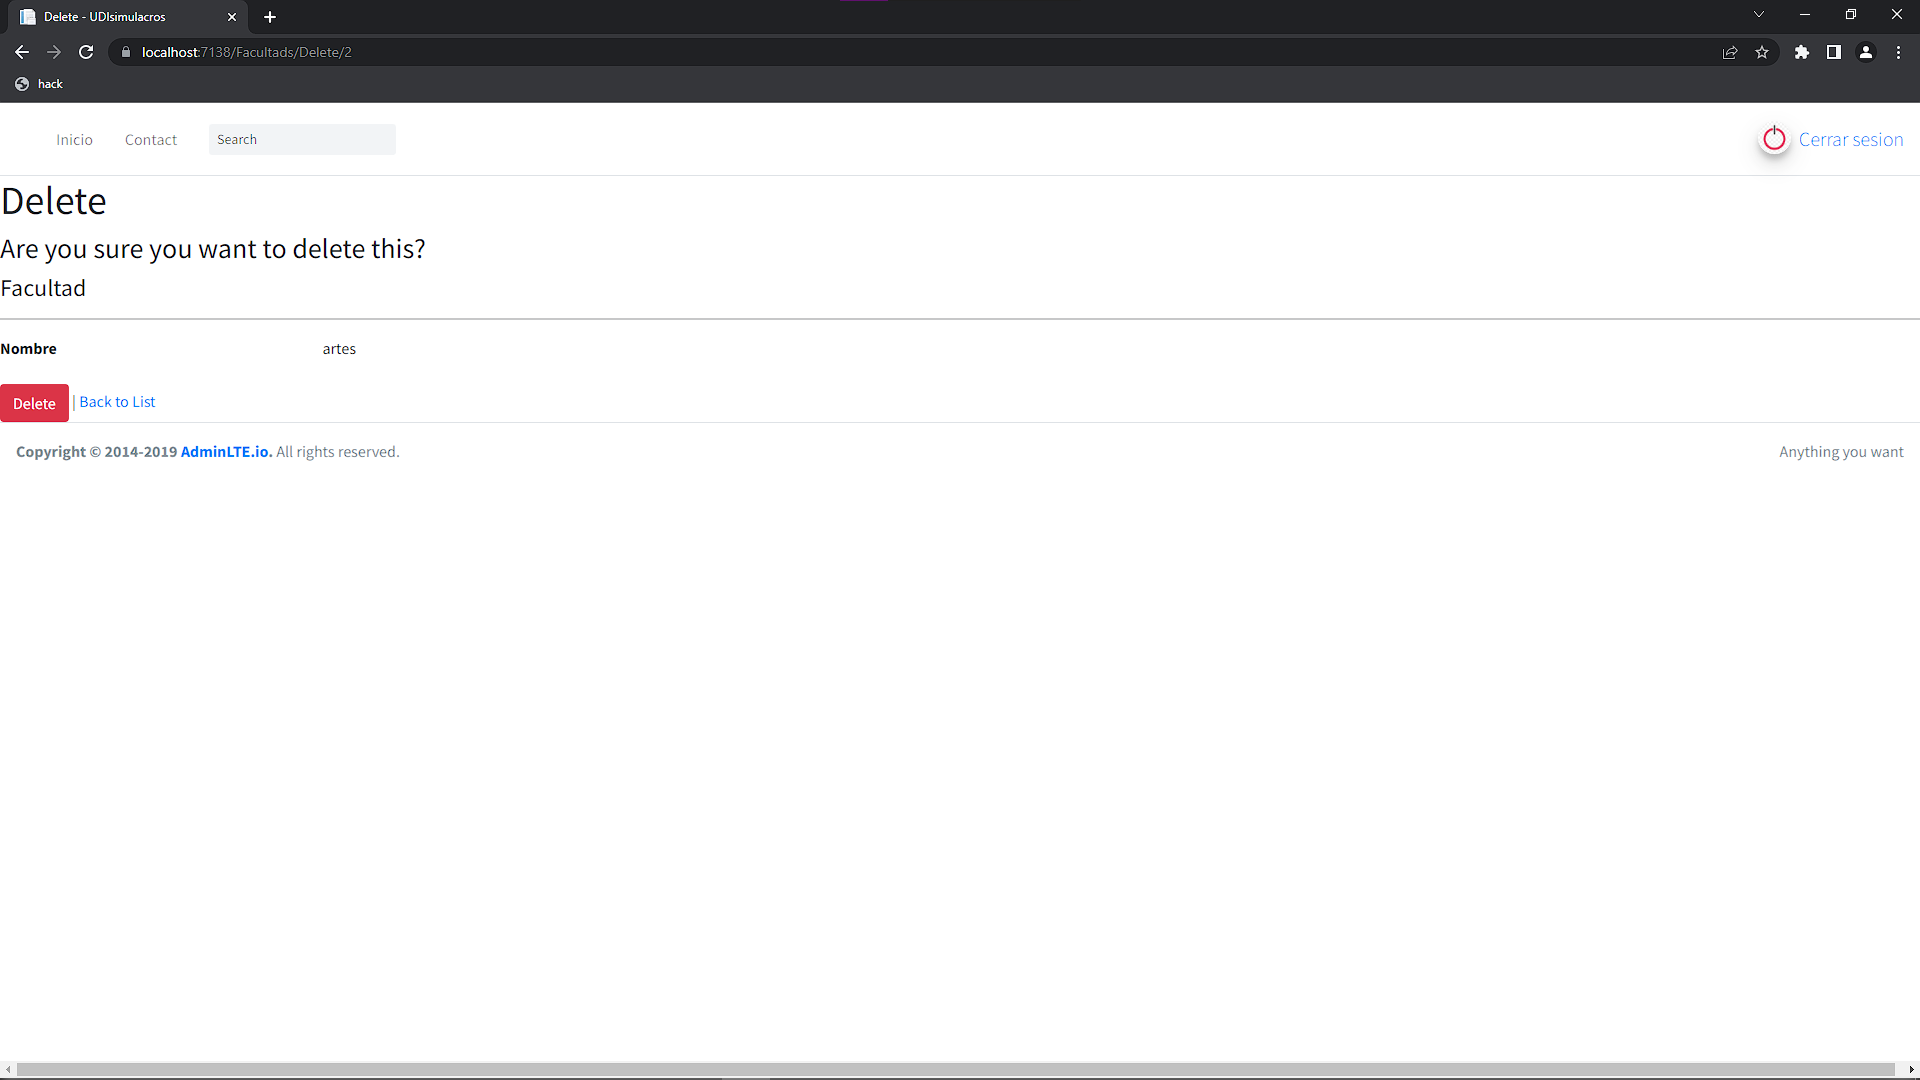 Delete - UDIsimulacros
localhost:7138/Facultads/Delete/2
hack
Inicio Contact Search Cerrar sesion
Delete
Are you sure you want to delete this?
Facultad
Nombre artes
Delete | Back to List
Copyright © 2014-2019 AdminLTE.io. All rights reserved. Anything you want